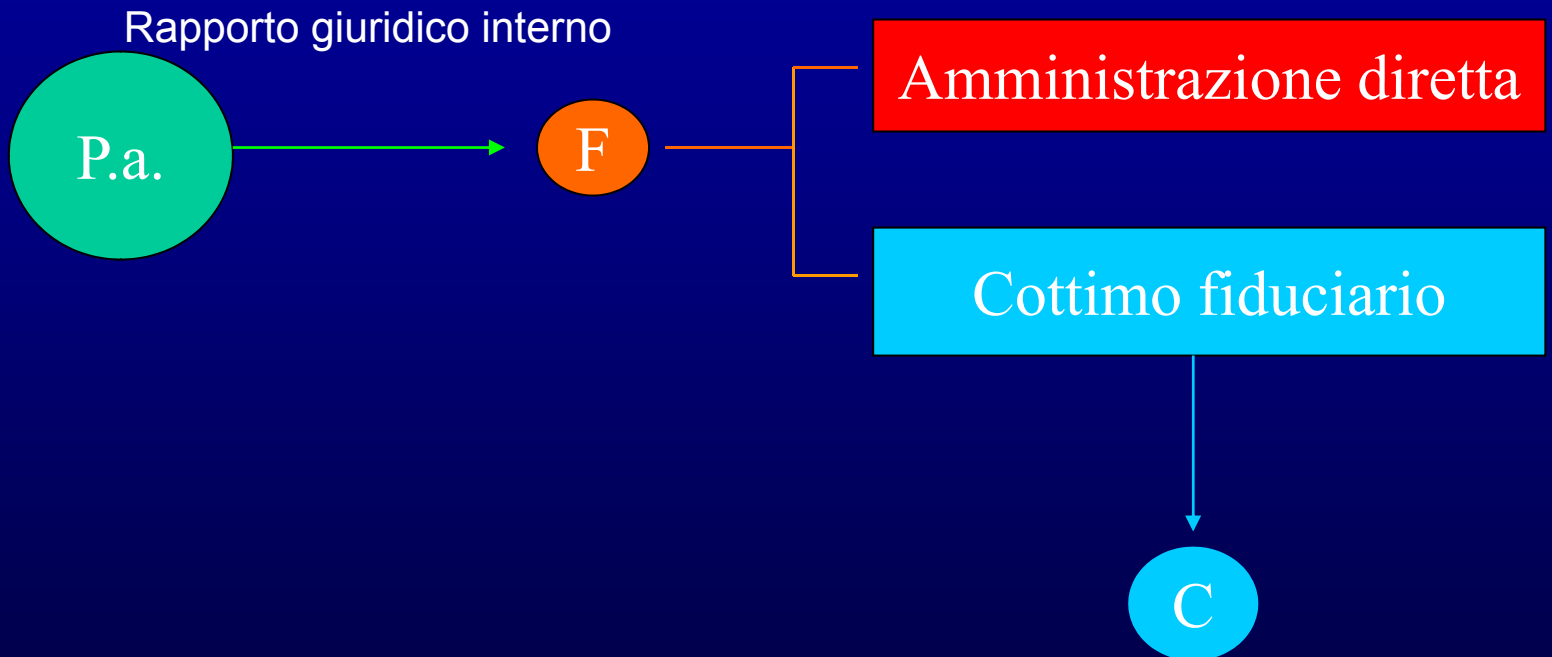 Rapporto giuridico interno
P.a.
F
Amministrazione diretta
Cottimo fiduciario
C